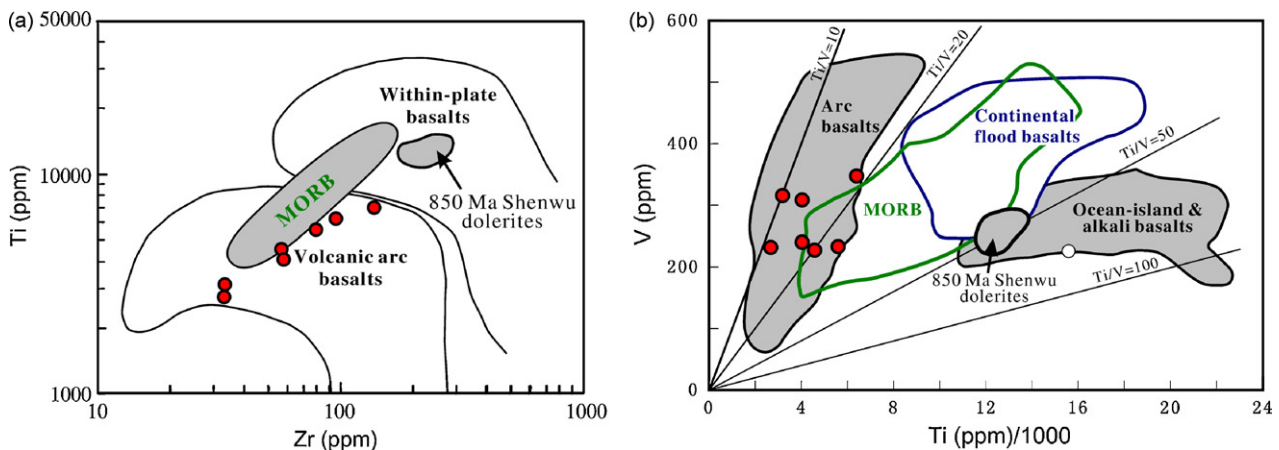 (a)
50000
10000
1000
Ti (ppm)
10
100
1000
Zr (ppm)
Within-plate
basalts
MORB
850 Ma Shenwu
dolerites
Volcanic arc
basalts
(b)
600
400
200
0
V (ppm)
0
4
8
12
16
20
24
Ti (ppm)/1000
Ti/V=10
Ti/V=20
Arc
basalts
Continental
flood basalts
Ti/V=50
MORB
Ocean-island &
alkali basalts
850 Ma Shenwu
dolerites
Ti/V=100